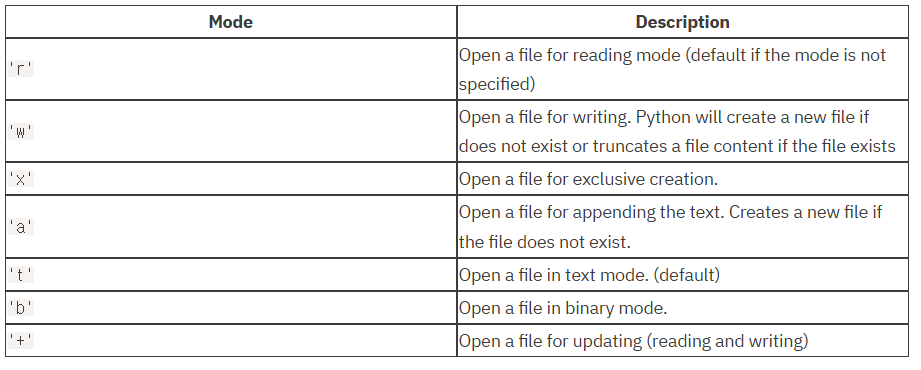 Mode Description
'r' Open a file for reading mode (default if the mode is not
specified)
'w' Open a file for writing. Python will create a new file if
does not exist or truncates a file content if the file exists
'x' Open a file for exclusive creation.
'a' Open a file for appending the text. Creates a new file if
the file does not exist.
't' Open a file in text mode. (default)
'b' Open a file in binary mode.
'+' Open a file for updating (reading and writing)